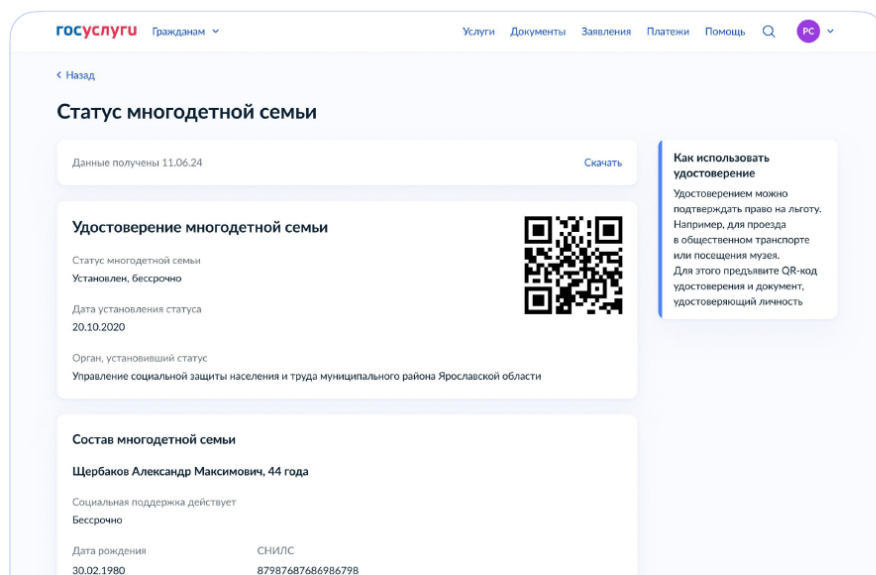 госуслуги Гражданам Услуги Документы Заявления Платежи Помощь РС
Назад
Статус многодетной семьи
Данные получены 11.06.24 Скачать
Удостоверение многодетной семьи
Статус многодетной семьи
Установлен, бессрочно
Дата установления статуса
20.10.2020
Орган, установивший статус
Управление социальной защиты населения и труда муниципального района Ярославской области
Состав многодетной семьи
Щербаков Александр Максимович, 44 года
Социальная поддержка действует
Бессрочно
Дата рождения СНИЛС
30.02.1980 87987687686986798
Как использовать
удостоверение
Удостоверением можно
подтверждать право на льготу.
Например, для проезда
в общественном транспорте
или посещения музея.
Для этого предъявите QR-код
удостоверения и документ,
удостоверяющий личность